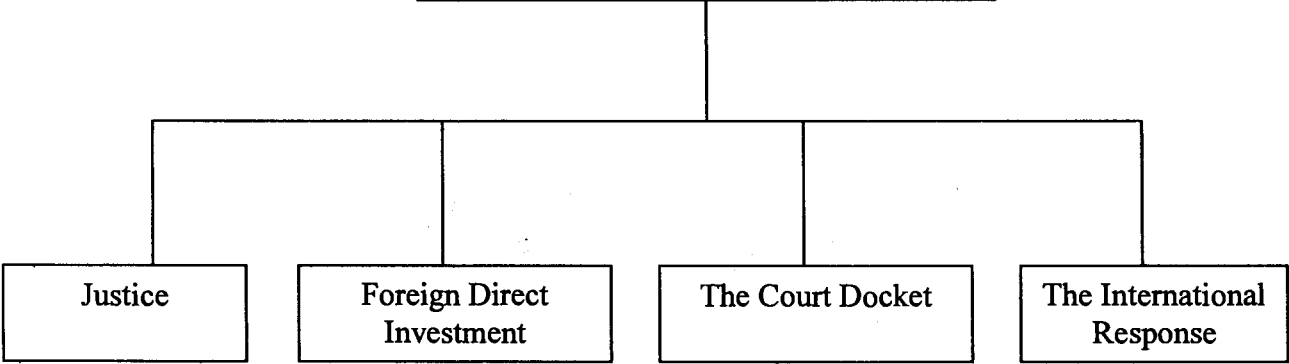 Justice
Foreign Direct
Investment
The Court Docket
The International
Response